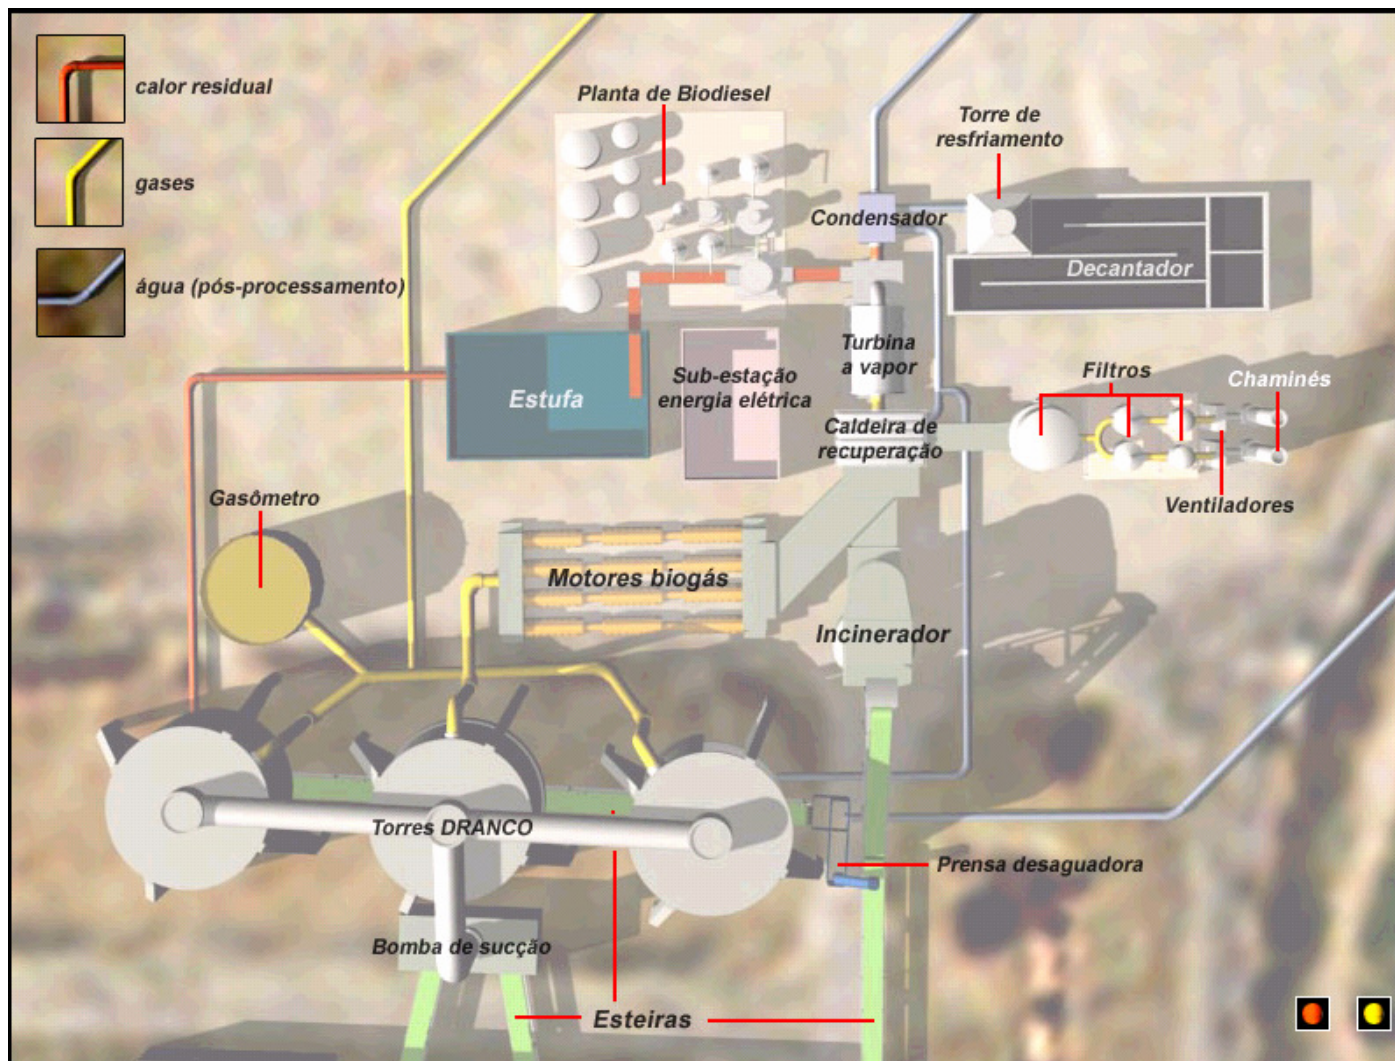 calor residual
gases
água (pós-processamento)
Planta de Biodiesel
Torre de
resfriamento
Condensador
Decantador
Turbina
a vapor
Estufa
Sub-estação
energia elétrica
Filtros
Chaminés
Caldeira de
recuperação
Ventiladores
Gasômetro
Motores biogás
Incinerador
Torres DRANCO
Prensa desaguadora
Bomba de sucção
Esteiras